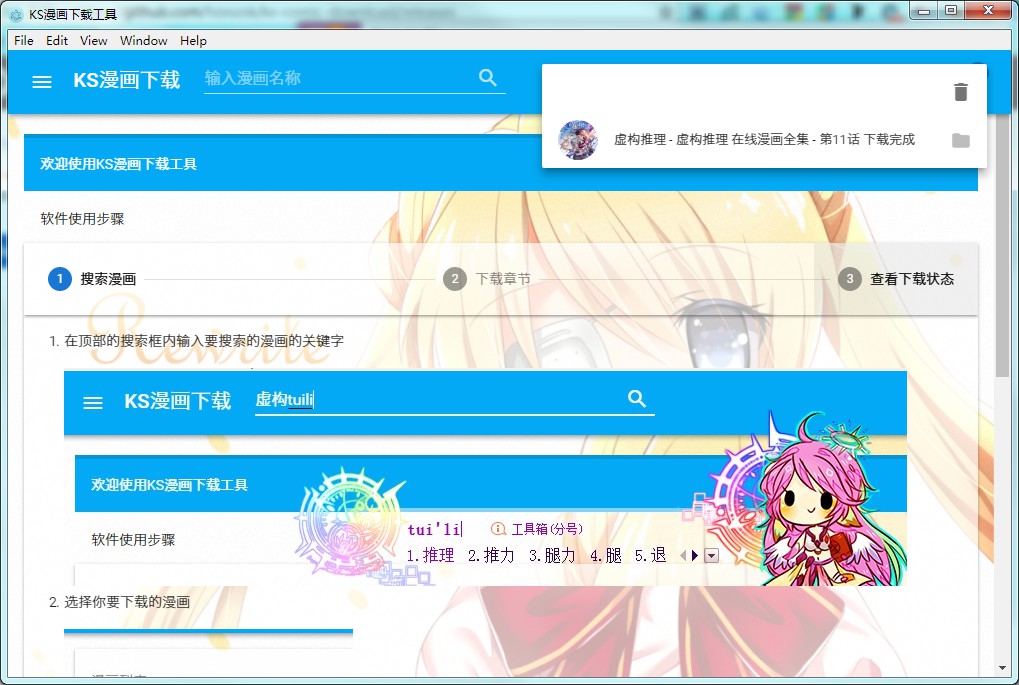 KS漫画下载工具
File Edit View Window Help
KS漫画下载 输入漫画名称
虚构推理 - 虚构推理 在线漫画全集 - 第11话 下载完成
欢迎使用KS漫画下载工具
软件使用步骤
1 搜索漫画 2 下载章节 3 查看下载状态
Rewrite
1. 在顶部的搜索框内输入要搜索的漫画的关键字
KS漫画下载 虚构tuili
欢迎使用KS漫画下载工具
tui'li 工具箱(分号)
软件使用步骤
1.推理 2.推力 3.腿力 4.腿 5.退
2. 选择你要下载的漫画